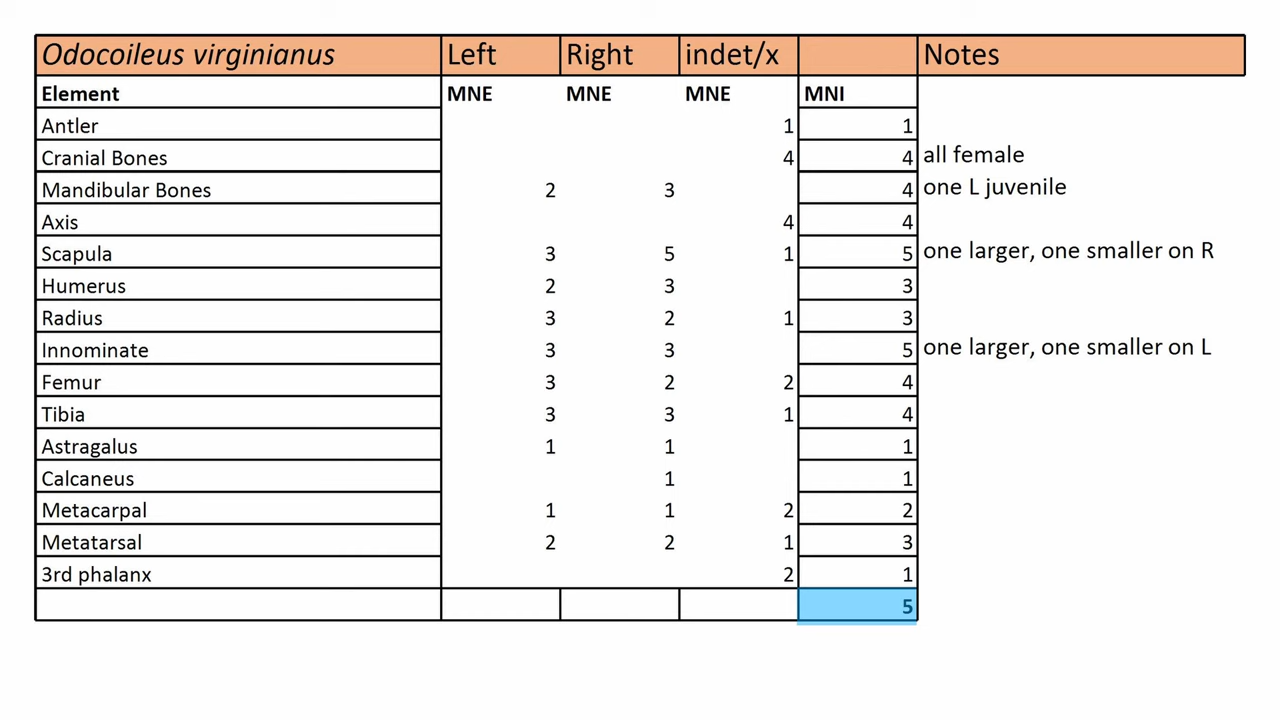 Odocoileus virginianus Left Right indet/x Notes
Element MNE MNE MNE MNI
Antler 1 1
Cranial Bones 4 4 all female
Mandibular Bones 2 3 4 one L juvenile
Axis 4 4
Scapula 3 5 1 5 one larger, one smaller on R
Humerus 2 3 3
Radius 3 2 1 3
Innominate 3 3 5 one larger, one smaller on L
Femur 3 2 2 4
Tibia 3 3 1 4
Astragalus 1 1 1
Calcaneus 1 1
Metacarpal 1 1 2 2
Metatarsal 2 2 1 3
3rd phalanx 2 1
5